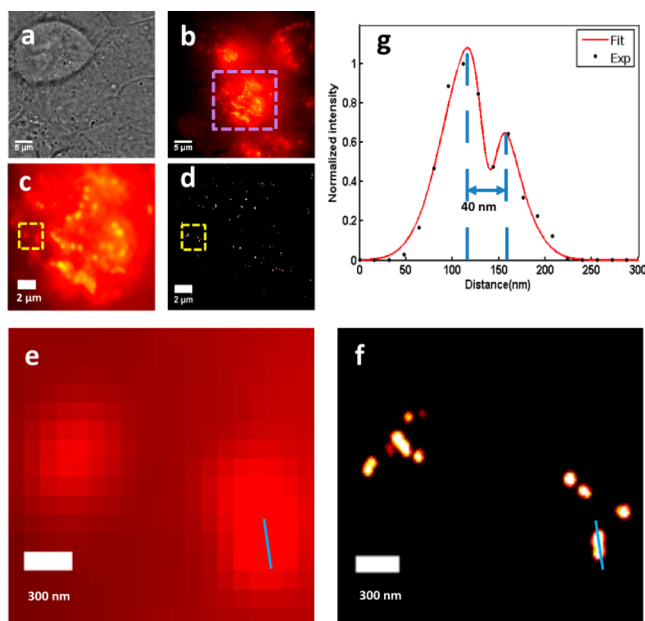 a
5 μm
b
5 μm
c
2 μm
d
2 μm
g
Normalized intensity
1
0.8
0.6
0.4
0.2
0
0 50 100 150 200 250 300
Distance(nm)
40 nm
Fit
Exp
e
300 nm
f
300 nm